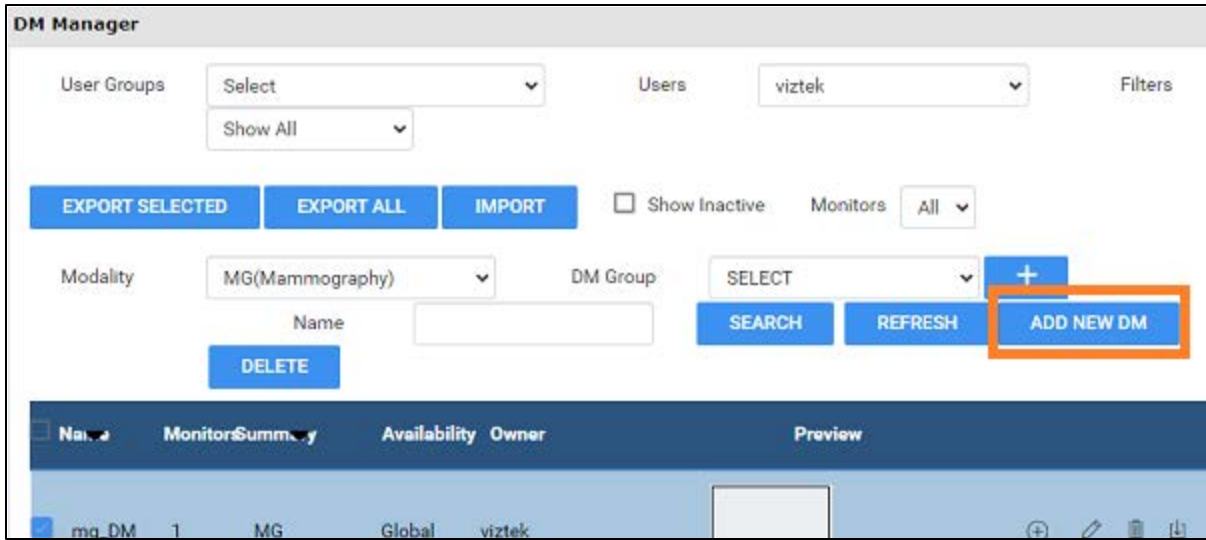 DM Manager
User Groups Select Users viztek Filters
Show All
EXPORT SELECTED EXPORT ALL IMPORT Show Inactive Monitors All
Modality MG(Mammography) DM Group SELECT +
Name SEARCH REFRESH ADD NEW DM
DELETE
Monitors Availability Owner Preview
mg_DM 1 MG Global viztek